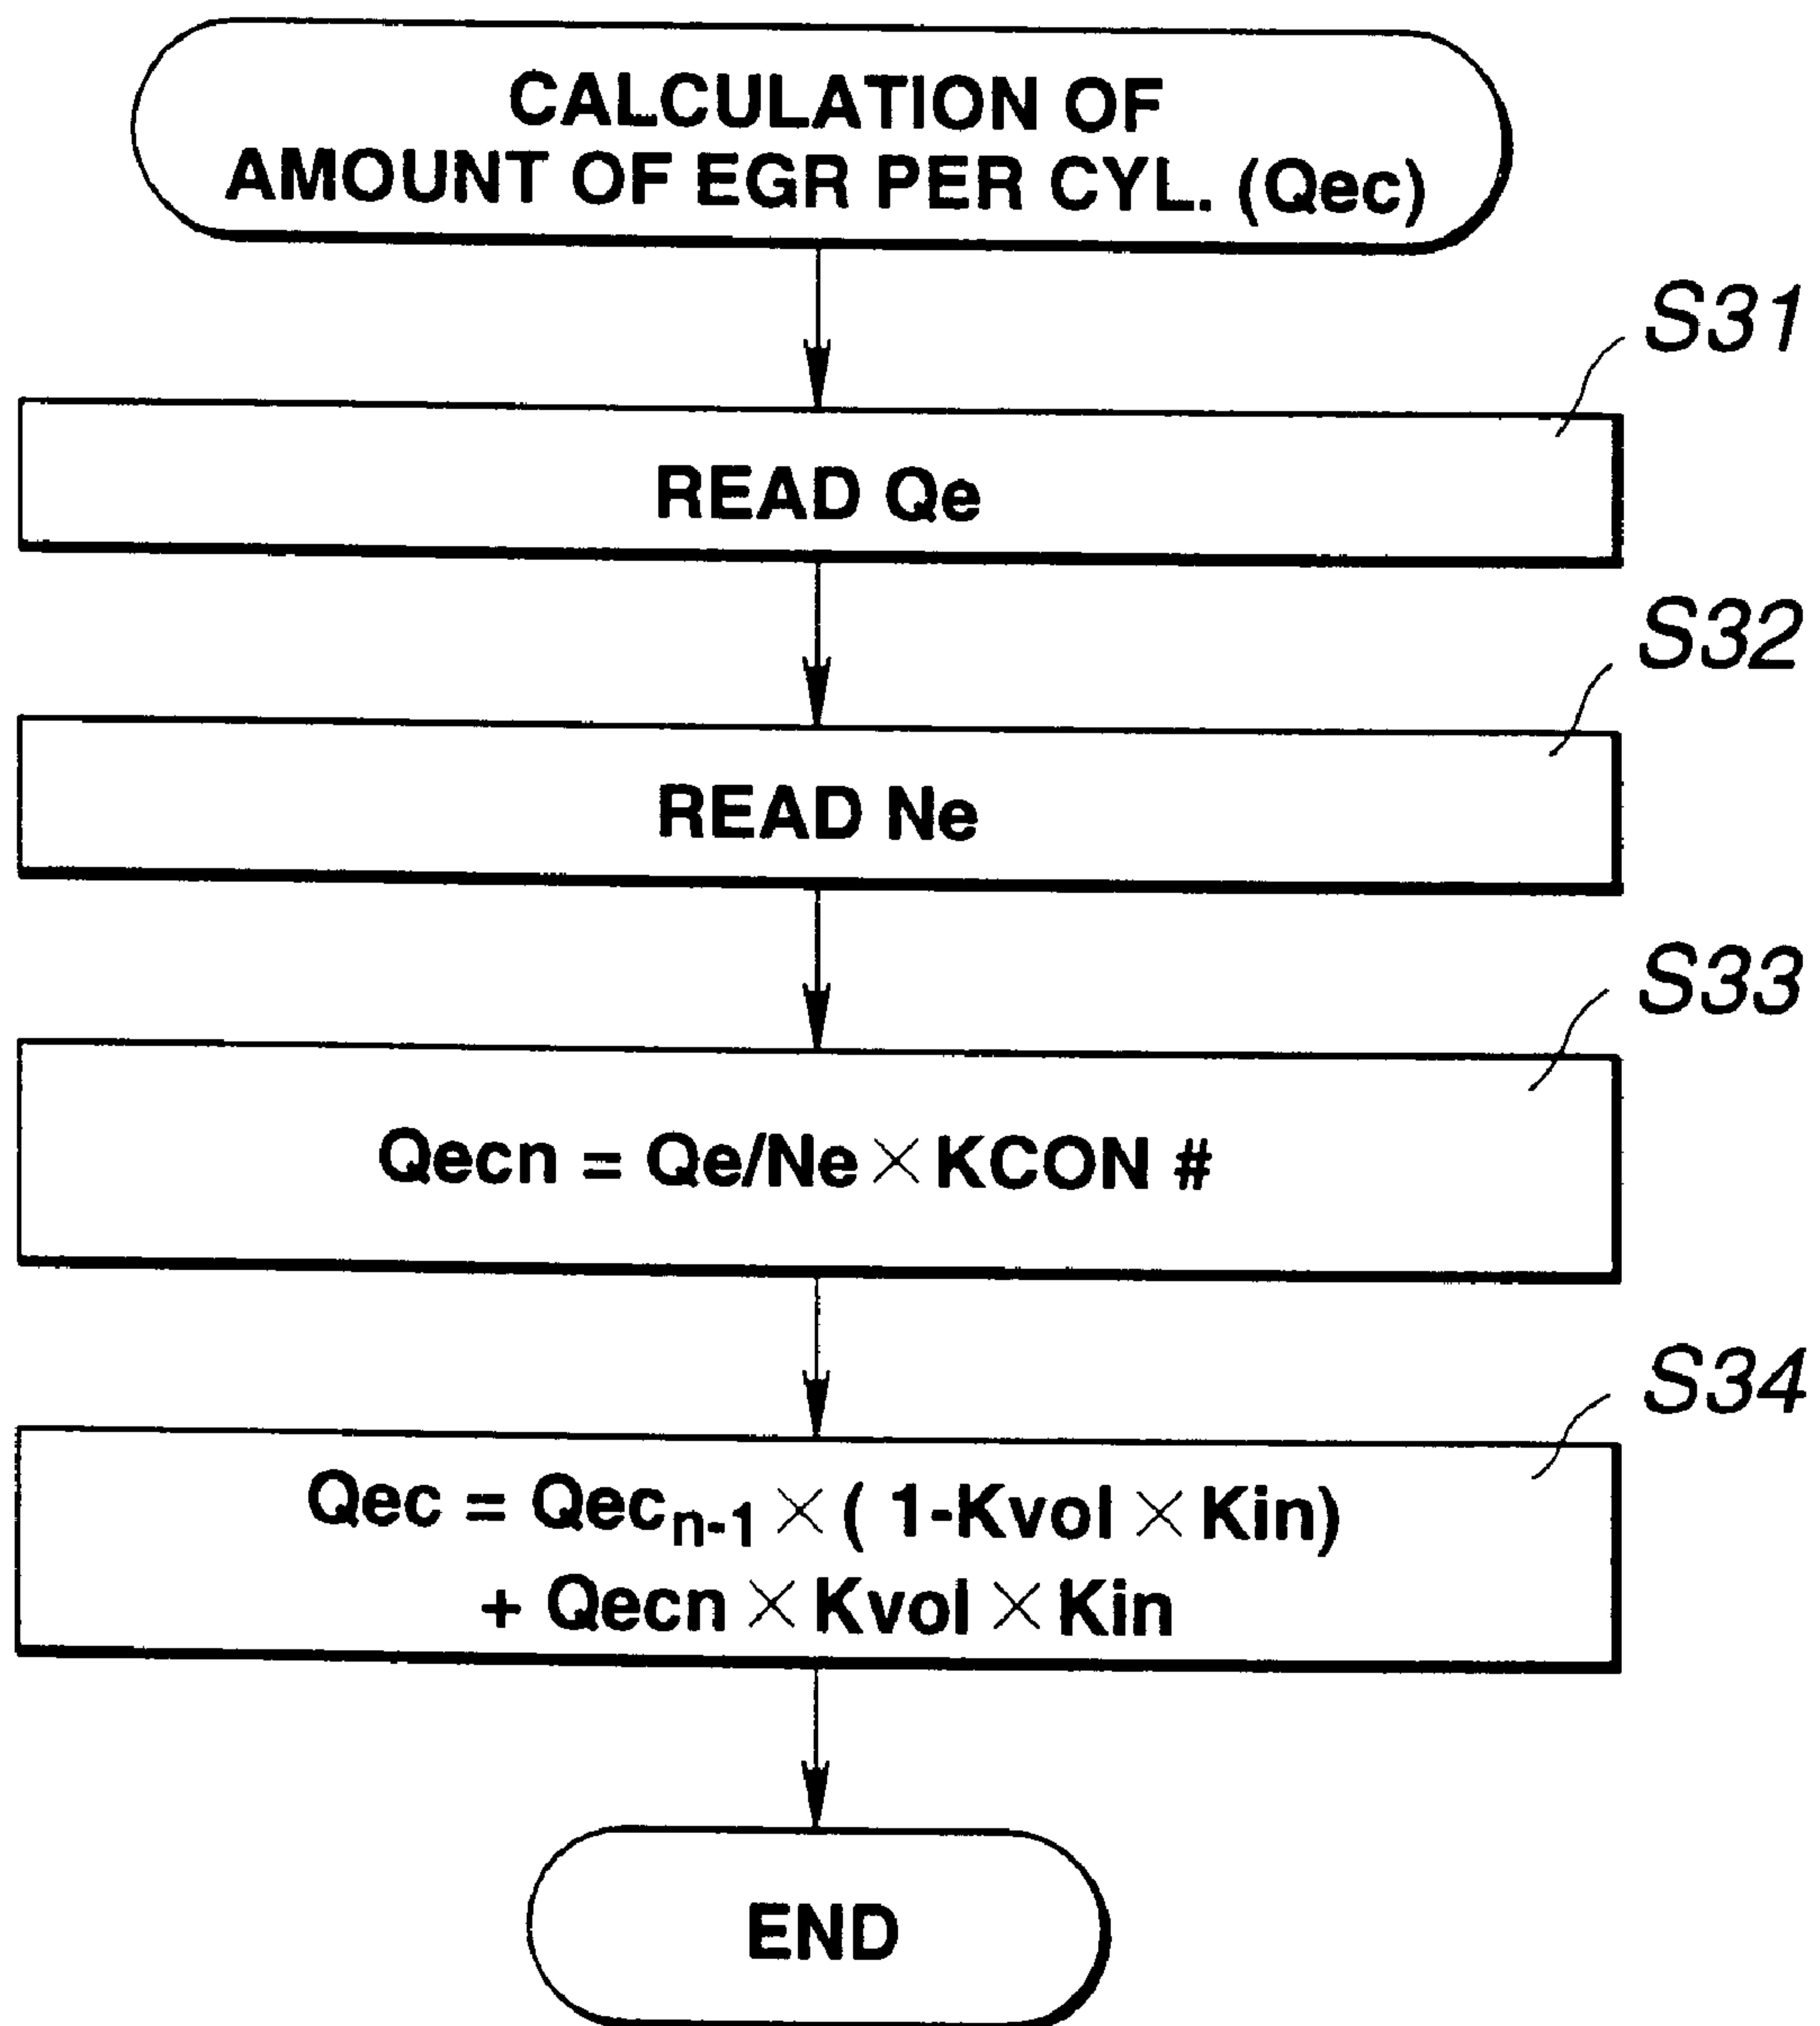 CALCULATION OF
AMOUNT OF EGR PER CYL. (Qec)
S31
READ Qe
S32
READ Ne
S33
Qecn = Qe/Ne × KCON #
S34
Qec = Qecn-1 × ( 1-Kvol × Kin)
+ Qecn × Kvol × Kin
END